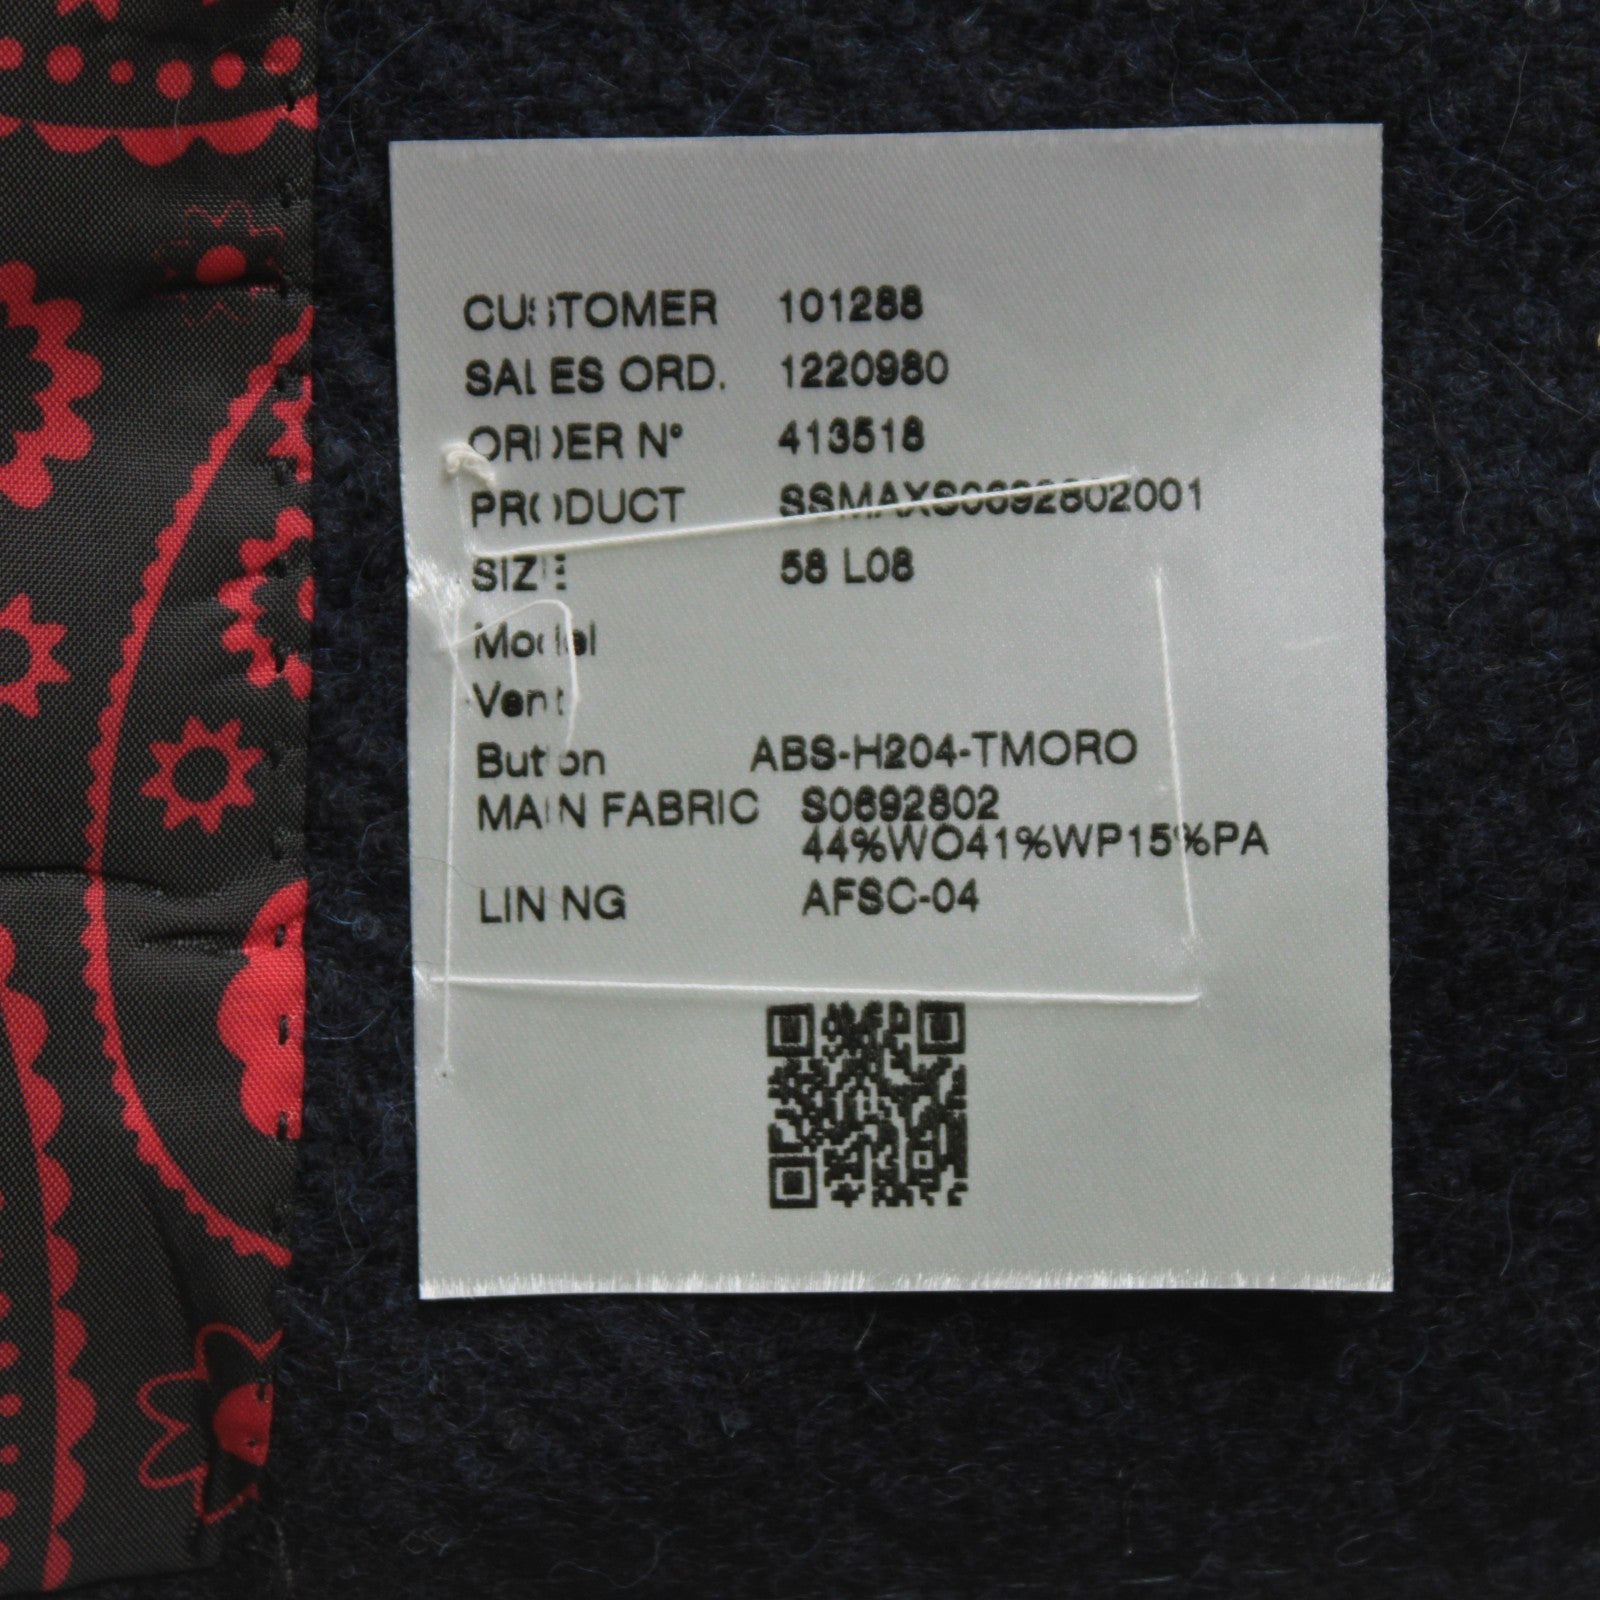 CUSTOMER 101288
SALES ORD. 1220980
ORDER N° 413518
PRODUCT SSMAXS0692802001
SIZE 58 L08
Model
Vent
Button ABS-H204-TMORO
MAIN FABRIC S0692802
44%WO41%WP15%PA
LINING AFSC-04